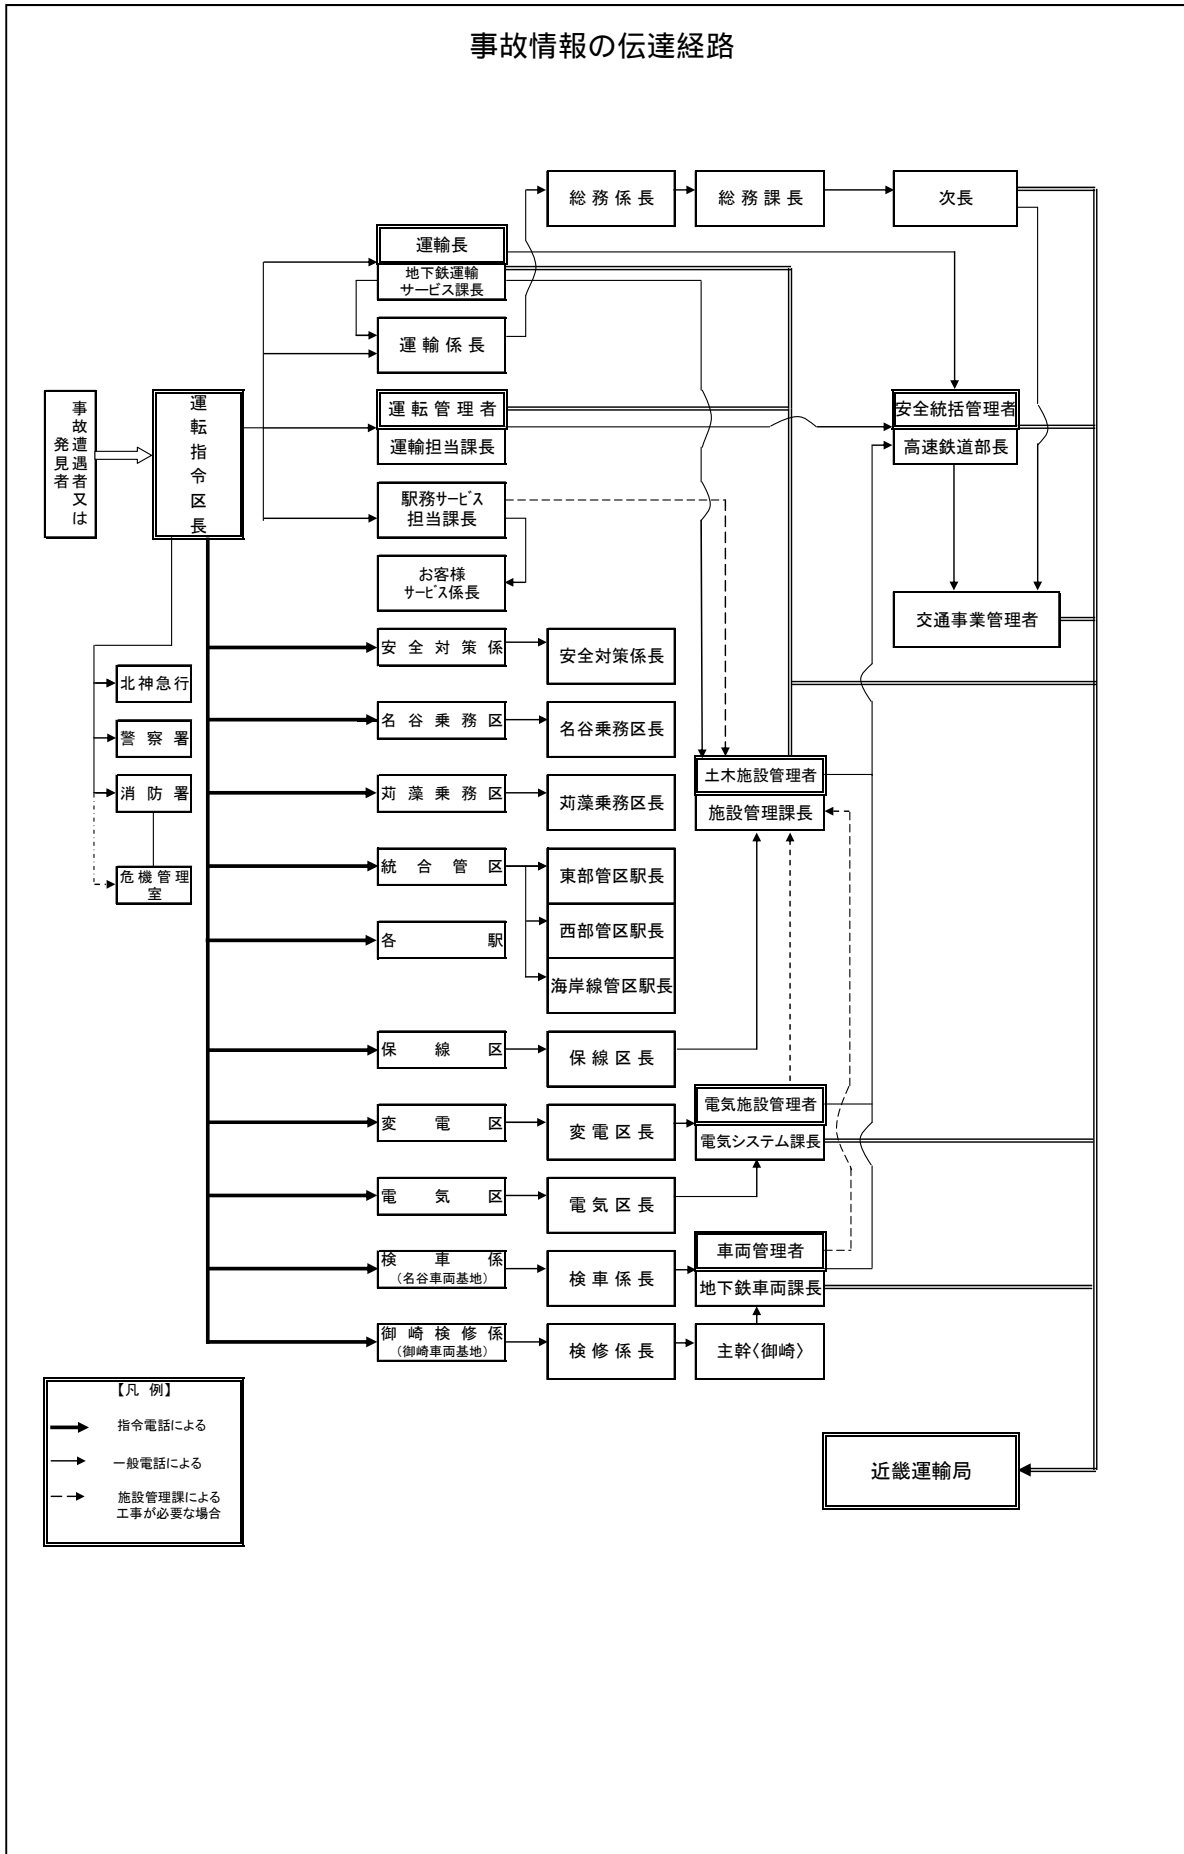 事故情報の伝達経路
総務係長
総務課長
次長
運輸長
地下鉄運輸
サービス課長
運輸係長
事故遭遇者又は
発見者
運転指令区長
運転管理者
運輸担当課長
安全統括管理者
高速鉄道部長
駅務サービス
担当課長
お客様
サービス係長
交通事業管理者
安全対策係
安全対策係長
北神急行
名谷乗務区
名谷乗務区長
警察署
土木施設管理者
施設管理課長
消防署
苅藻乗務区
苅藻乗務区長
危機管理
室
統合管区
東部管区駅長
西部管区駅長
各駅
海岸線管区駅長
保線区
保線区長
電気施設管理者
電気システム課長
変電区
変電区長
電気区
電気区長
検車係
（名谷車両基地）
検車係長
車両管理者
地下鉄車両課長
御崎検修係
（御崎車両基地）
検修係長
主幹〈御崎〉
【凡例】
指令電話による
一般電話による
施設管理課による
工事が必要な場合
近畿運輸局